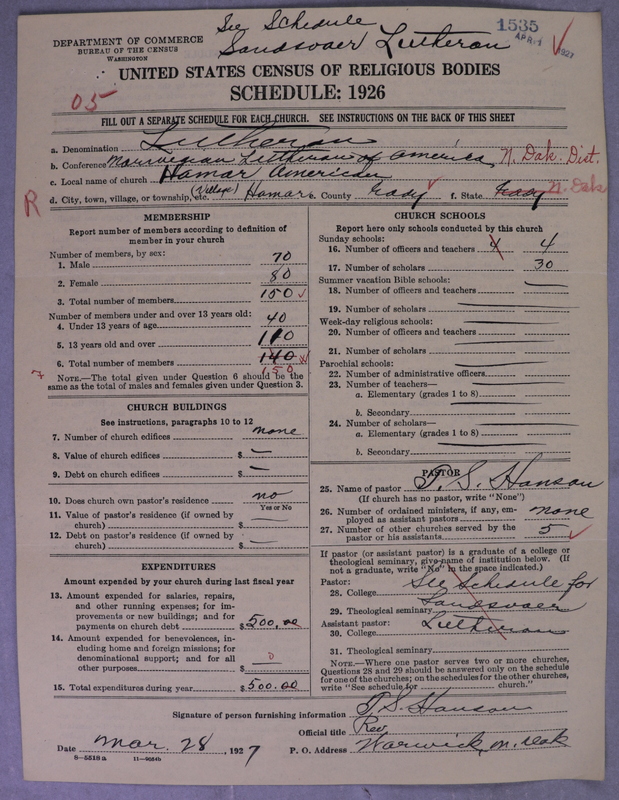 See Schedule
Sandsvaer Lutheran
1535
APR 1 1927
DEPARTMENT OF COMMERCE
BUREAU OF THE CENSUS
WASHINGTON
UNITED STATES CENSUS OF RELIGIOUS BODIES
SCHEDULE: 1926
05
FILL OUT A SEPARATE SCHEDULE FOR EACH CHURCH. SEE INSTRUCTIONS ON THE BACK OF THIS SHEET
a. Denomination Lutheran
b. Conference Norwegian Lutheran of America N. Dak. Dist.
c. Local name of church Hamar American
d. City, town, village, or township, etc. (Village) Hamar e. County Eddy f. State Eddy N. Dak
R
MEMBERSHIP
Report number of members according to definition of
member in your church
Number of members, by sex:
1. Male 70
2. Female 80
3. Total number of members 150
Number of members under and over 13 years old:
4. Under 13 years of age 40
5. 13 years old and over 110
6. Total number of members 140
150
7
NOTE.—The total given under Question 6 should be the
same as the total of males and females given under Question 3.
CHURCH BUILDINGS
See instructions, paragraphs 10 to 12
7. Number of church edifices none
8. Value of church edifices $ —
9. Debt on church edifices $ —
10. Does church own pastor's residence no
Yes or No
11. Value of pastor's residence (if owned by
church) $ —
12. Debt on pastor's residence (if owned by
church) $ —
EXPENDITURES
Amount expended by your church during last fiscal year
13. Amount expended for salaries, repairs,
and other running expenses; for im-
provements or new buildings; and for
payments on church debt $ 500.00
14. Amount expended for benevolences, in-
cluding home and foreign missions; for
denominational support; and for all
other purposes $ 0
15. Total expenditures during year $ 500.00
CHURCH SCHOOLS
Report here only schools conducted by this church
Sunday schools:
16. Number of officers and teachers 4 4
17. Number of scholars 30
Summer vacation Bible schools: —
18. Number of officers and teachers —
19. Number of scholars —
Week-day religious schools: —
20. Number of officers and teachers —
21. Number of scholars —
Parochial schools: —
22. Number of administrative officers —
23. Number of teachers—
a. Elementary (grades 1 to 8) —
b. Secondary —
24. Number of scholars—
a. Elementary (grades 1 to 8) —
b. Secondary —
PASTOR
25. Name of pastor T. S. Hanson
(If church has no pastor, write "None")
26. Number of ordained ministers, if any, em-
ployed as assistant pastors none
27. Number of other churches served by the
pastor or his assistants 5
If pastor (or assistant pastor) is a graduate of a college or
theological seminary, give name of institution below. (If
not a graduate, write "No" in the space indicated.)
Pastor:
28. College See Schedule for
29. Theological seminary Sandsvaer
Assistant pastor:
30. College Lutheran
31. Theological seminary
NOTE.—Where one pastor serves two or more churches,
Questions 28 and 29 should be answered only on the schedule
for one of the churches; on the schedules for the other churches,
write "See schedule for church."
Signature of person furnishing information T. S. Hanson
Official title Rev.
Date Mar. 28, 1927 P. O. Address Warwick, N. Dak
8—5518a 11—9054b